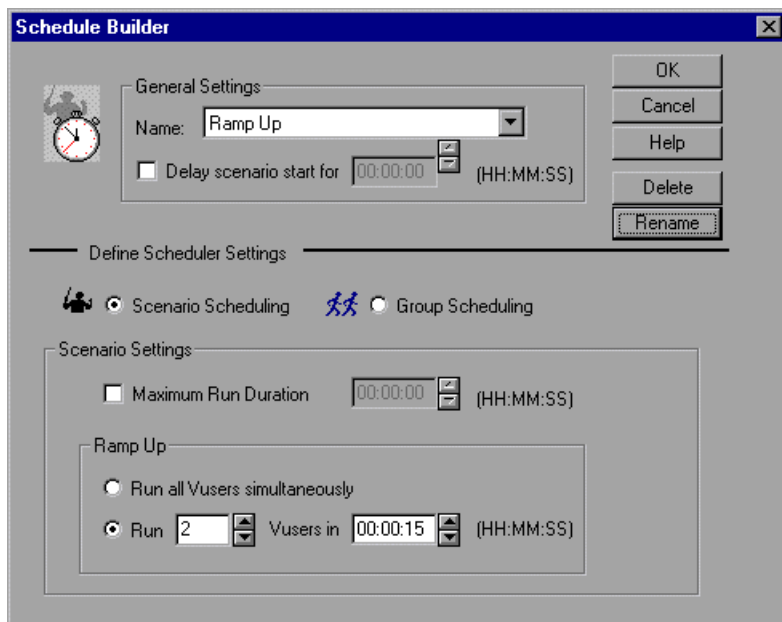 Schedule Builder
General Settings
Name: Ramp Up
Delay scenario start for 00:00:00 (HH:MM:SS)
OK
Cancel
Help
Delete
Rename
Define Scheduler Settings
Scenario Scheduling
Group Scheduling
Scenario Settings
Maximum Run Duration 00:00:00 (HH:MM:SS)
Ramp Up
Run all Vusers simultaneously
Run 2 Vusers in 00:00:15 (HH:MM:SS)